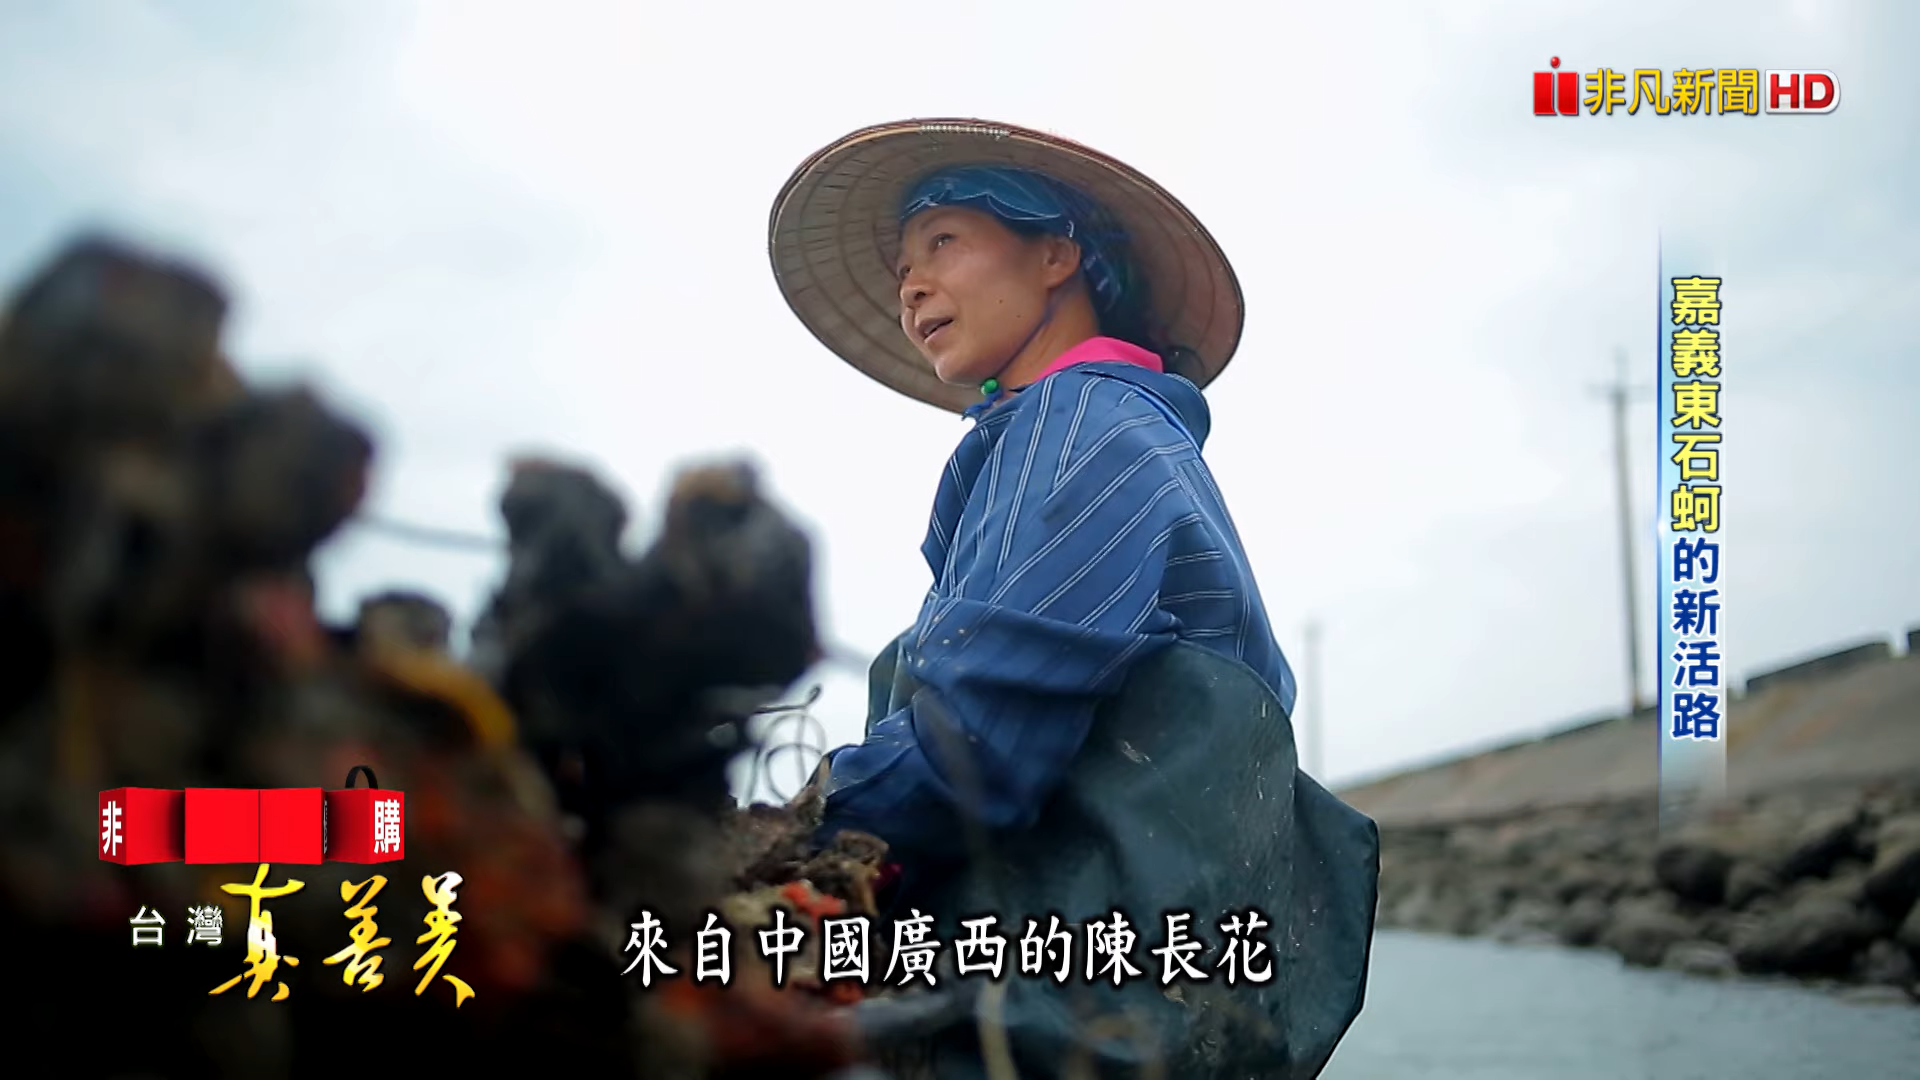 非凡新聞HD
嘉義東石蚵的新活路
非 購
台灣真善美
來自中國廣西的陳長花